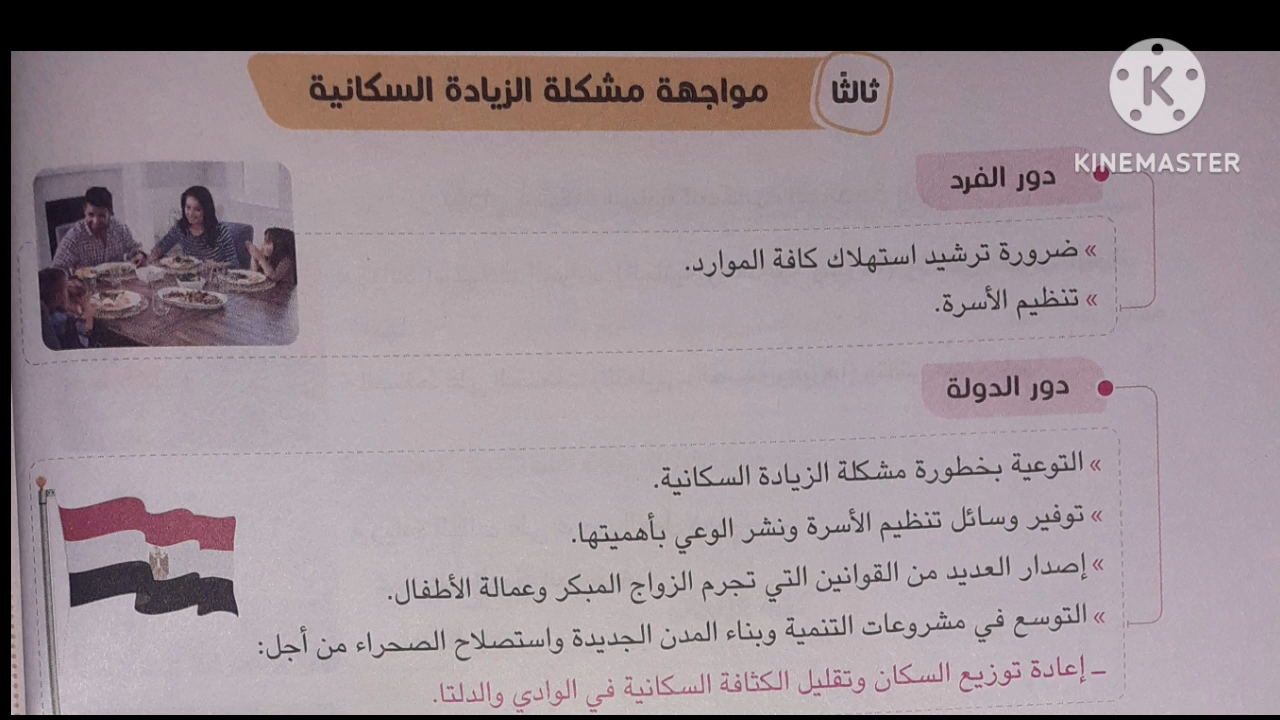 ثالثًا
مواجهة مشكلة الزيادة السكانية
KINEMASTER
دور الفرد
» ضرورة ترشيد استهلاك كافة الموارد.
» تنظيم الأسرة.
دور الدولة
» التوعية بخطورة مشكلة الزيادة السكانية.
» توفير وسائل تنظيم الأسرة ونشر الوعي بأهميتها.
» إصدار العديد من القوانين التي تجرم الزواج المبكر وعمالة الأطفال.
» التوسع في مشروعات التنمية وبناء المدن الجديدة واستصلاح الصحراء من أجل:
ـ إعادة توزيع السكان وتقليل الكثافة السكانية في الوادي والدلتا.